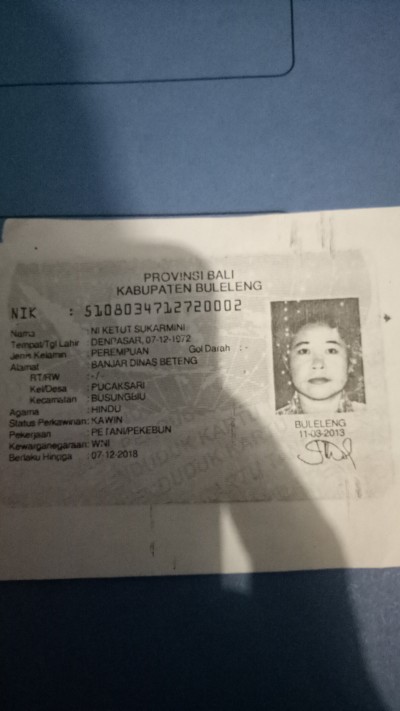 PROVINSI BALI
KABUPATEN BULELENG
NIK : 5108034712720002
Nama : NI KETUT SUKARMINI
Tempat/Tgl Lahir : DENPASAR, 07-12-1972
Jenis Kelamin : PEREMPUAN Gol Darah : -
Alamat : BANJAR DINAS BETENG
RT/RW : - / -
Kel/Desa : PUCAKSARI
Kecamatan : BUSUNGBIU
Agama : HINDU
Status Perkawinan : KAWIN
Pekerjaan : PETANI/PEKEBUN
Kewarganegaraan : WNI
Berlaku Hingga : 07-12-2018
BULELENG
11-03-2013